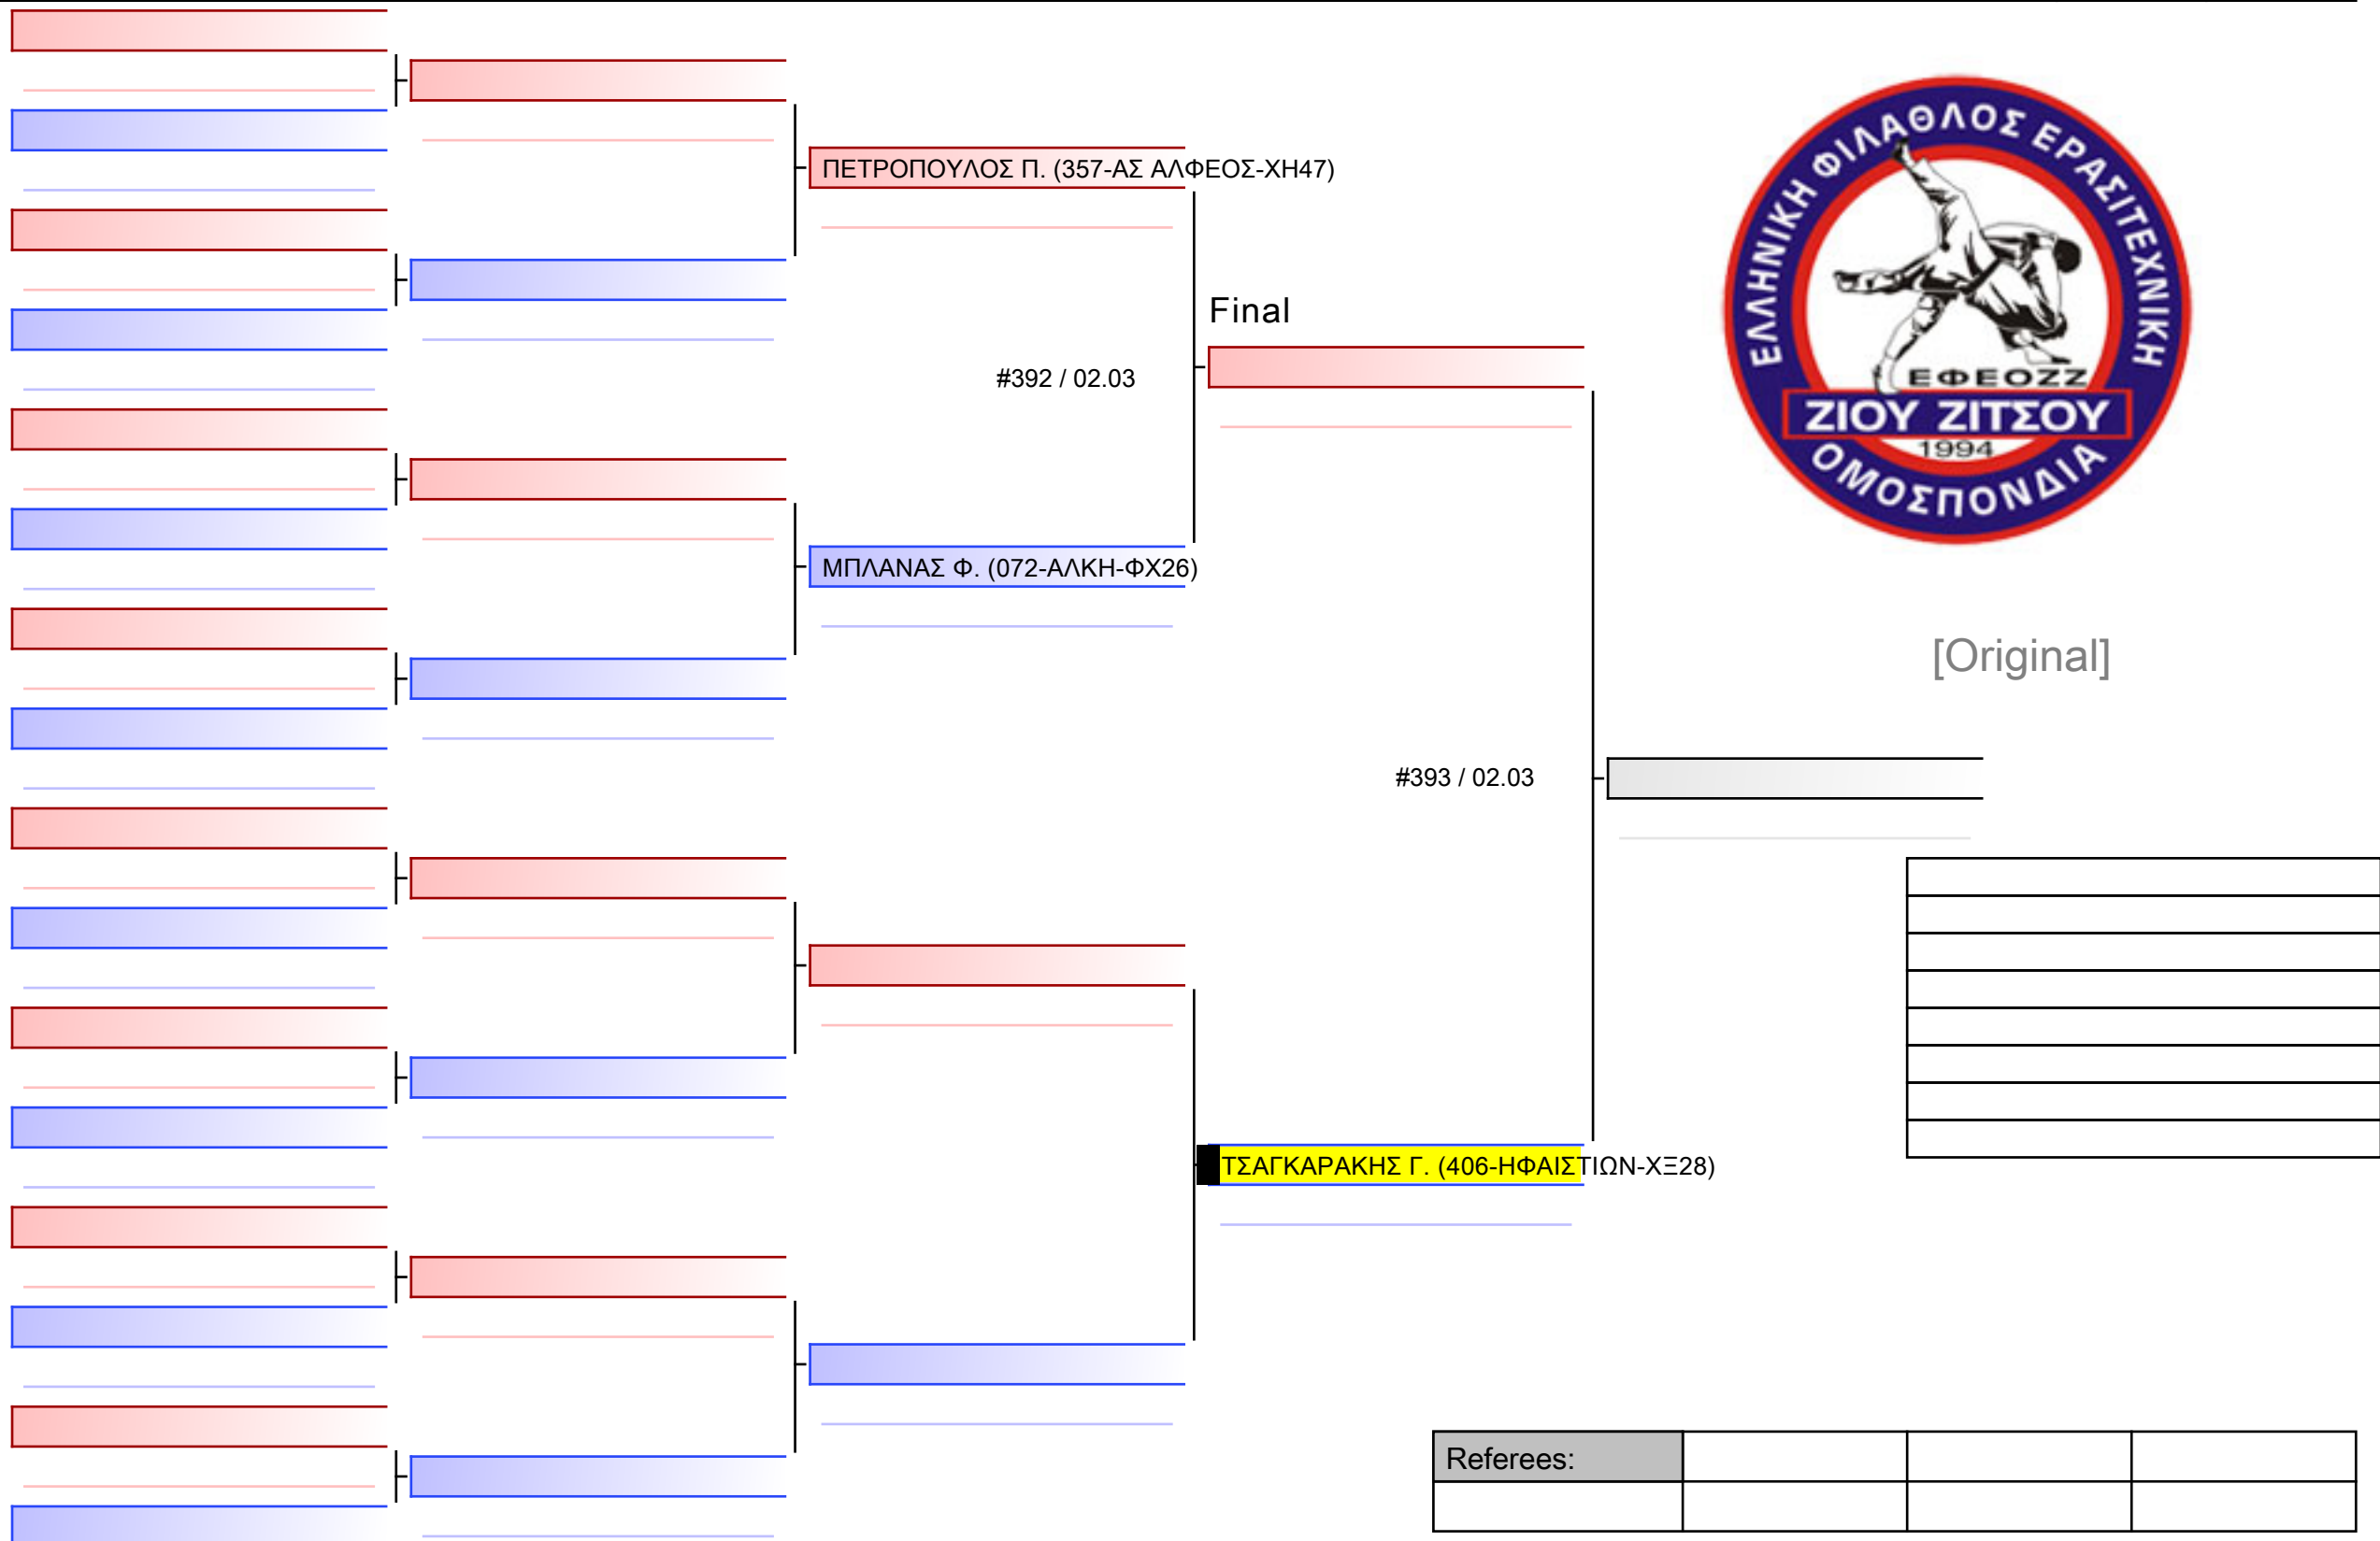 ΠΕΤΡΟΠΟΥΛΟΣ Π. (357-ΑΣ ΑΛΦΕΟΣ-ΧΗ47)
Final
#392 / 02.03
ΜΠΛΑΝΑΣ Φ. (072-ΑΛΚΗ-ΦΧ26)
ΕΛΛΗΝΙΚΗ ΦΙΛΑΘΛΟΣ ΕΡΑΣΙΤΕΧΝΙΚΗ
ΕΦΕΟΖΖ
ΖΙΟΥ ΖΙΤΣΟΥ
1994
ΟΜΟΣΠΟΝΔΙΑ
[Original]
#393 / 02.03
ΤΣΑΓΚΑΡΑΚΗΣ Γ. (406-ΗΦΑΙΣΤΙΩΝ-ΧΞ28)
Referees: